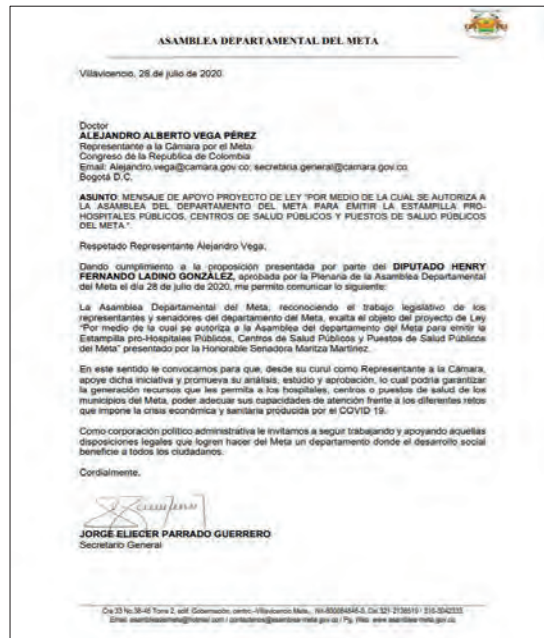 ASAMBLEA DEPARTAMENTAL DEL META
Villavicencio, 28 de julio de 2020.
Doctor
ALEJANDRO ALBERTO VEGA PÉREZ
Representante a la Cámara por el Meta
Congreso de la Republica de Colombia
Email: Alejandro.vega@camara.gov.co; secretaria.general@camara.gov.co
Bogotá D.C.
ASUNTO: MENSAJE DE APOYO PROYECTO DE LEY "POR MEDIO DE LA CUAL SE AUTORIZA A
LA ASAMBLEA DEL DEPARTAMENTO DEL META PARA EMITIR LA ESTAMPILLA PRO-
HOSPITALES PÚBLICOS, CENTROS DE SALUD PÚBLICOS Y PUESTOS DE SALUD PÚBLICOS
DEL META."
Respetado Representante Alejandro Vega,
Dando cumplimiento a la proposición presentada por parte del DIPUTADO HENRY
FERNANDO LADINO GONZÁLEZ, aprobada por la Plenaria de la Asamblea Departamental
del Meta el día 28 de julio de 2020, me permito comunicar lo siguiente:
La Asamblea Departamental del Meta, reconociendo el trabajo legislativo de los
representantes y senadores del departamento del Meta, exalta el objeto del proyecto de Ley
"Por medio de la cual se autoriza a la Asamblea del departamento del Meta para emitir la
Estampilla pro-Hospitales Públicos, Centros de Salud Públicos y Puestos de Salud Públicos
del Meta" presentado por la Honorable Senadora Maritza Martínez.
En este sentido le convocamos para que, desde su curul como Representante a la Cámara,
apoye dicha iniciativa y promueva su análisis, estudio y aprobación, lo cual podría garantizar
la generación recursos que les permita a los hospitales, centros o puestos de salud de los
municipios del Meta, poder adecuar sus capacidades de atención frente a los diferentes retos
que impone la crisis económica y sanitaria producida por el COVID 19.
Como corporación político administrativa le invitamos a seguir trabajando y apoyando aquellas
disposiciones legales que logren hacer del Meta un departamento donde el desarrollo social
beneficie a todos los ciudadanos.
Cordialmente,
JORGE ELIECER PARRADO GUERRERO
Secretario General
Cra 33 No.38-45 Torre 2, edif. Gobernación, centro -Villavicencio Meta.
Email: